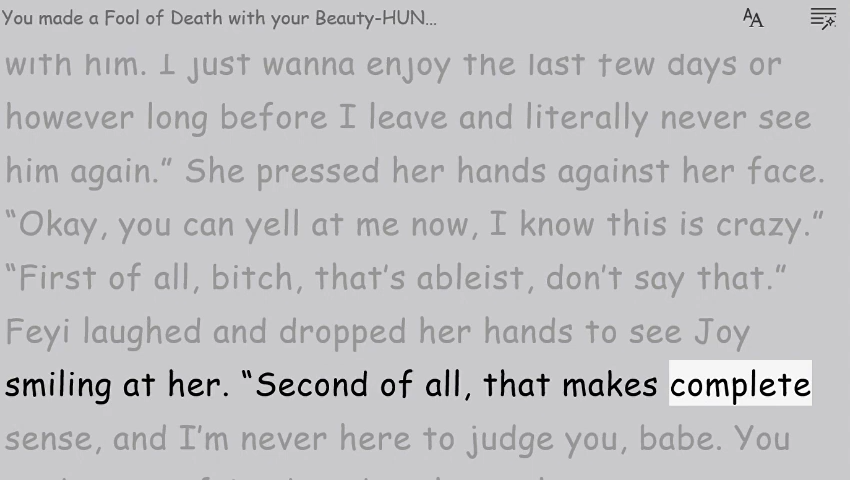 You made a Fool of Death with your Beauty-HUN...
with him. I just wanna enjoy the last few days or
however long before I leave and literally never see
him again.” She pressed her hands against her face.
“Okay, you can yell at me now, I know this is crazy.”
“First of all, bitch, that’s ableist, don’t say that.”
Feyi laughed and dropped her hands to see Joy
smiling at her. “Second of all, that makes complete
sense, and I’m never here to judge you, babe. You